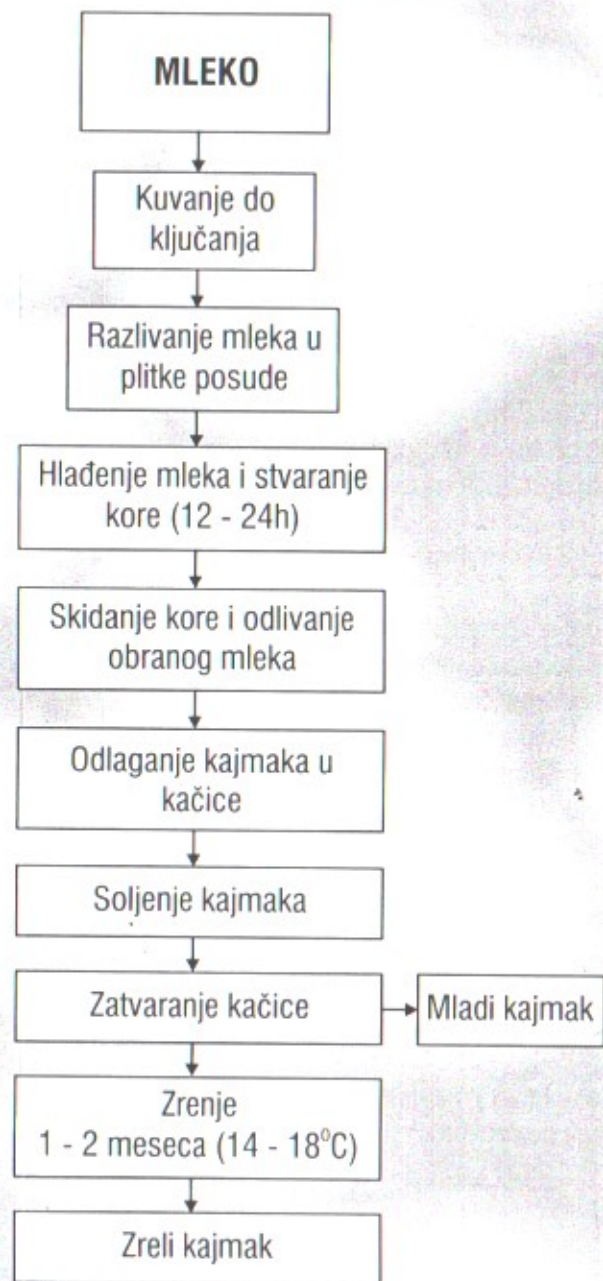 MLEKO
Kuvanje do
ključanja
Razlivanje mleka u
plitke posude
Hlađenje mleka i stvaranje
kore (12 - 24h)
Skidanje kore i odlivanje
obranog mleka
Odlaganje kajmaka u
kačice
Soljenje kajmaka
Zatvaranje kačice
Mladi kajmak
Zrenje
1 - 2 meseca (14 - 18⁰C)
Zreli kajmak